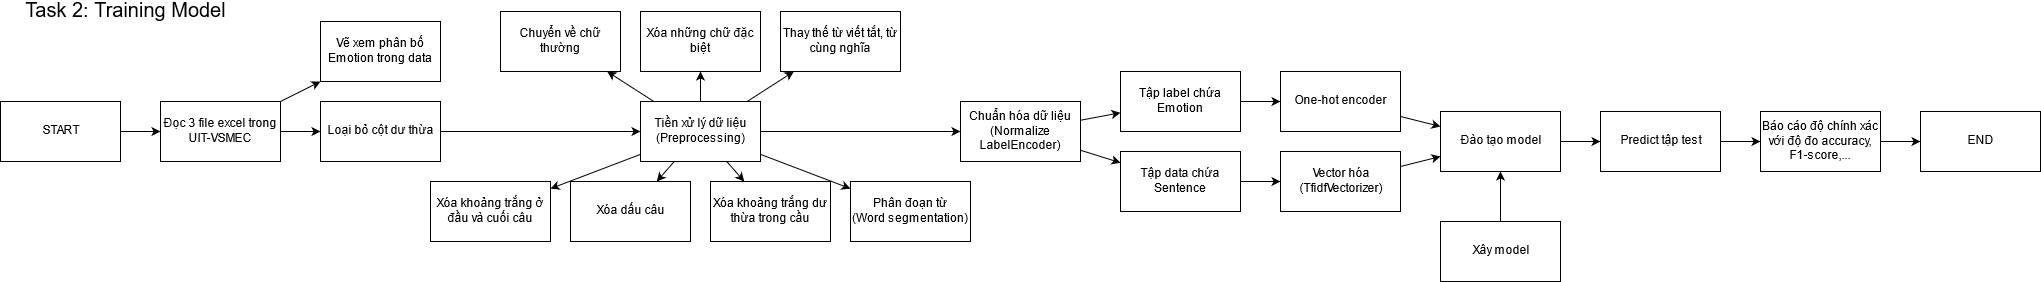 Task 2: Training Model
START
Đọc 3 file excel trong
UIT-VSMEC
Vẽ xem phân bố
Emotion trong data
Loại bỏ cột dư thừa
Chuyển về chữ
thường
Xóa những chữ đặc
biệt
Thay thế từ viết tắt, từ
cùng nghĩa
Tiền xử lý dữ liệu
(Preprocessing)
Xóa khoảng trắng ở
đầu và cuối câu
Xóa dấu câu
Xóa khoảng trắng dư
thừa trong cầu
Phân đoạn từ
(Word segmentation)
Chuẩn hóa dữ liệu
(Normalize
LabelEncoder)
Tập label chứa
Emotion
One-hot encoder
Tập data chứa
Sentence
Vector hóa
(TfidfVectorizer)
Đảo tạo model
Xây model
Predict tập test
Báo cáo độ chính xác
với độ đo accuracy,
F1-score,...
END